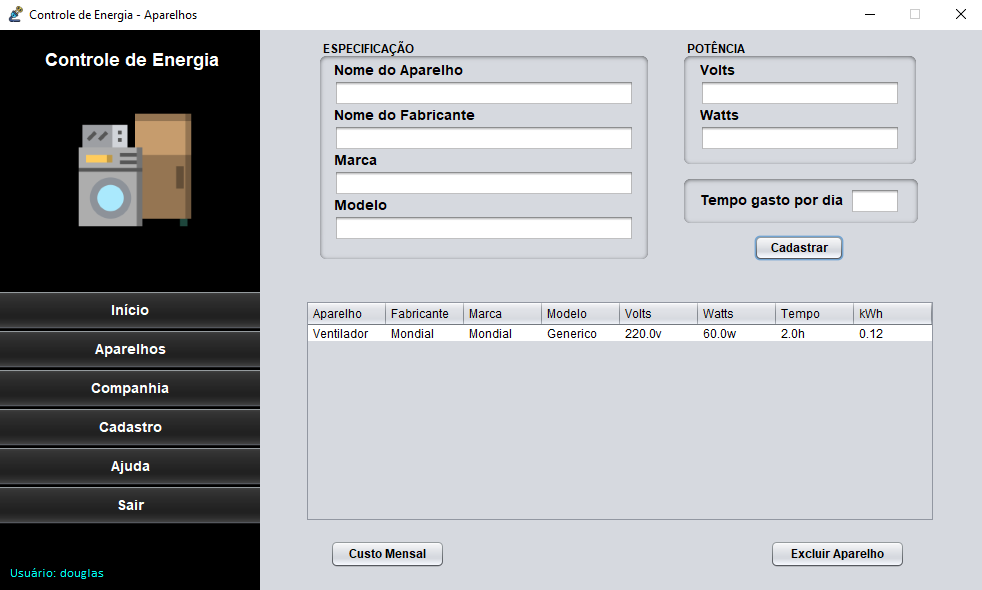 Controle de Energia - Aparelhos
Controle de Energia
Início
Aparelhos
Companhia
Cadastro
Ajuda
Sair
Usuário: douglas
ESPECIFICAÇÃO
Nome do Aparelho
Nome do Fabricante
Marca
Modelo
POTÊNCIA
Volts
Watts
Tempo gasto por dia
Cadastrar
Aparelho Fabricante Marca Modelo Volts Watts Tempo kWh
Ventilador Mondial Mondial Generico 220.0v 60.0w 2.0h 0.12
Custo Mensal
Excluir Aparelho